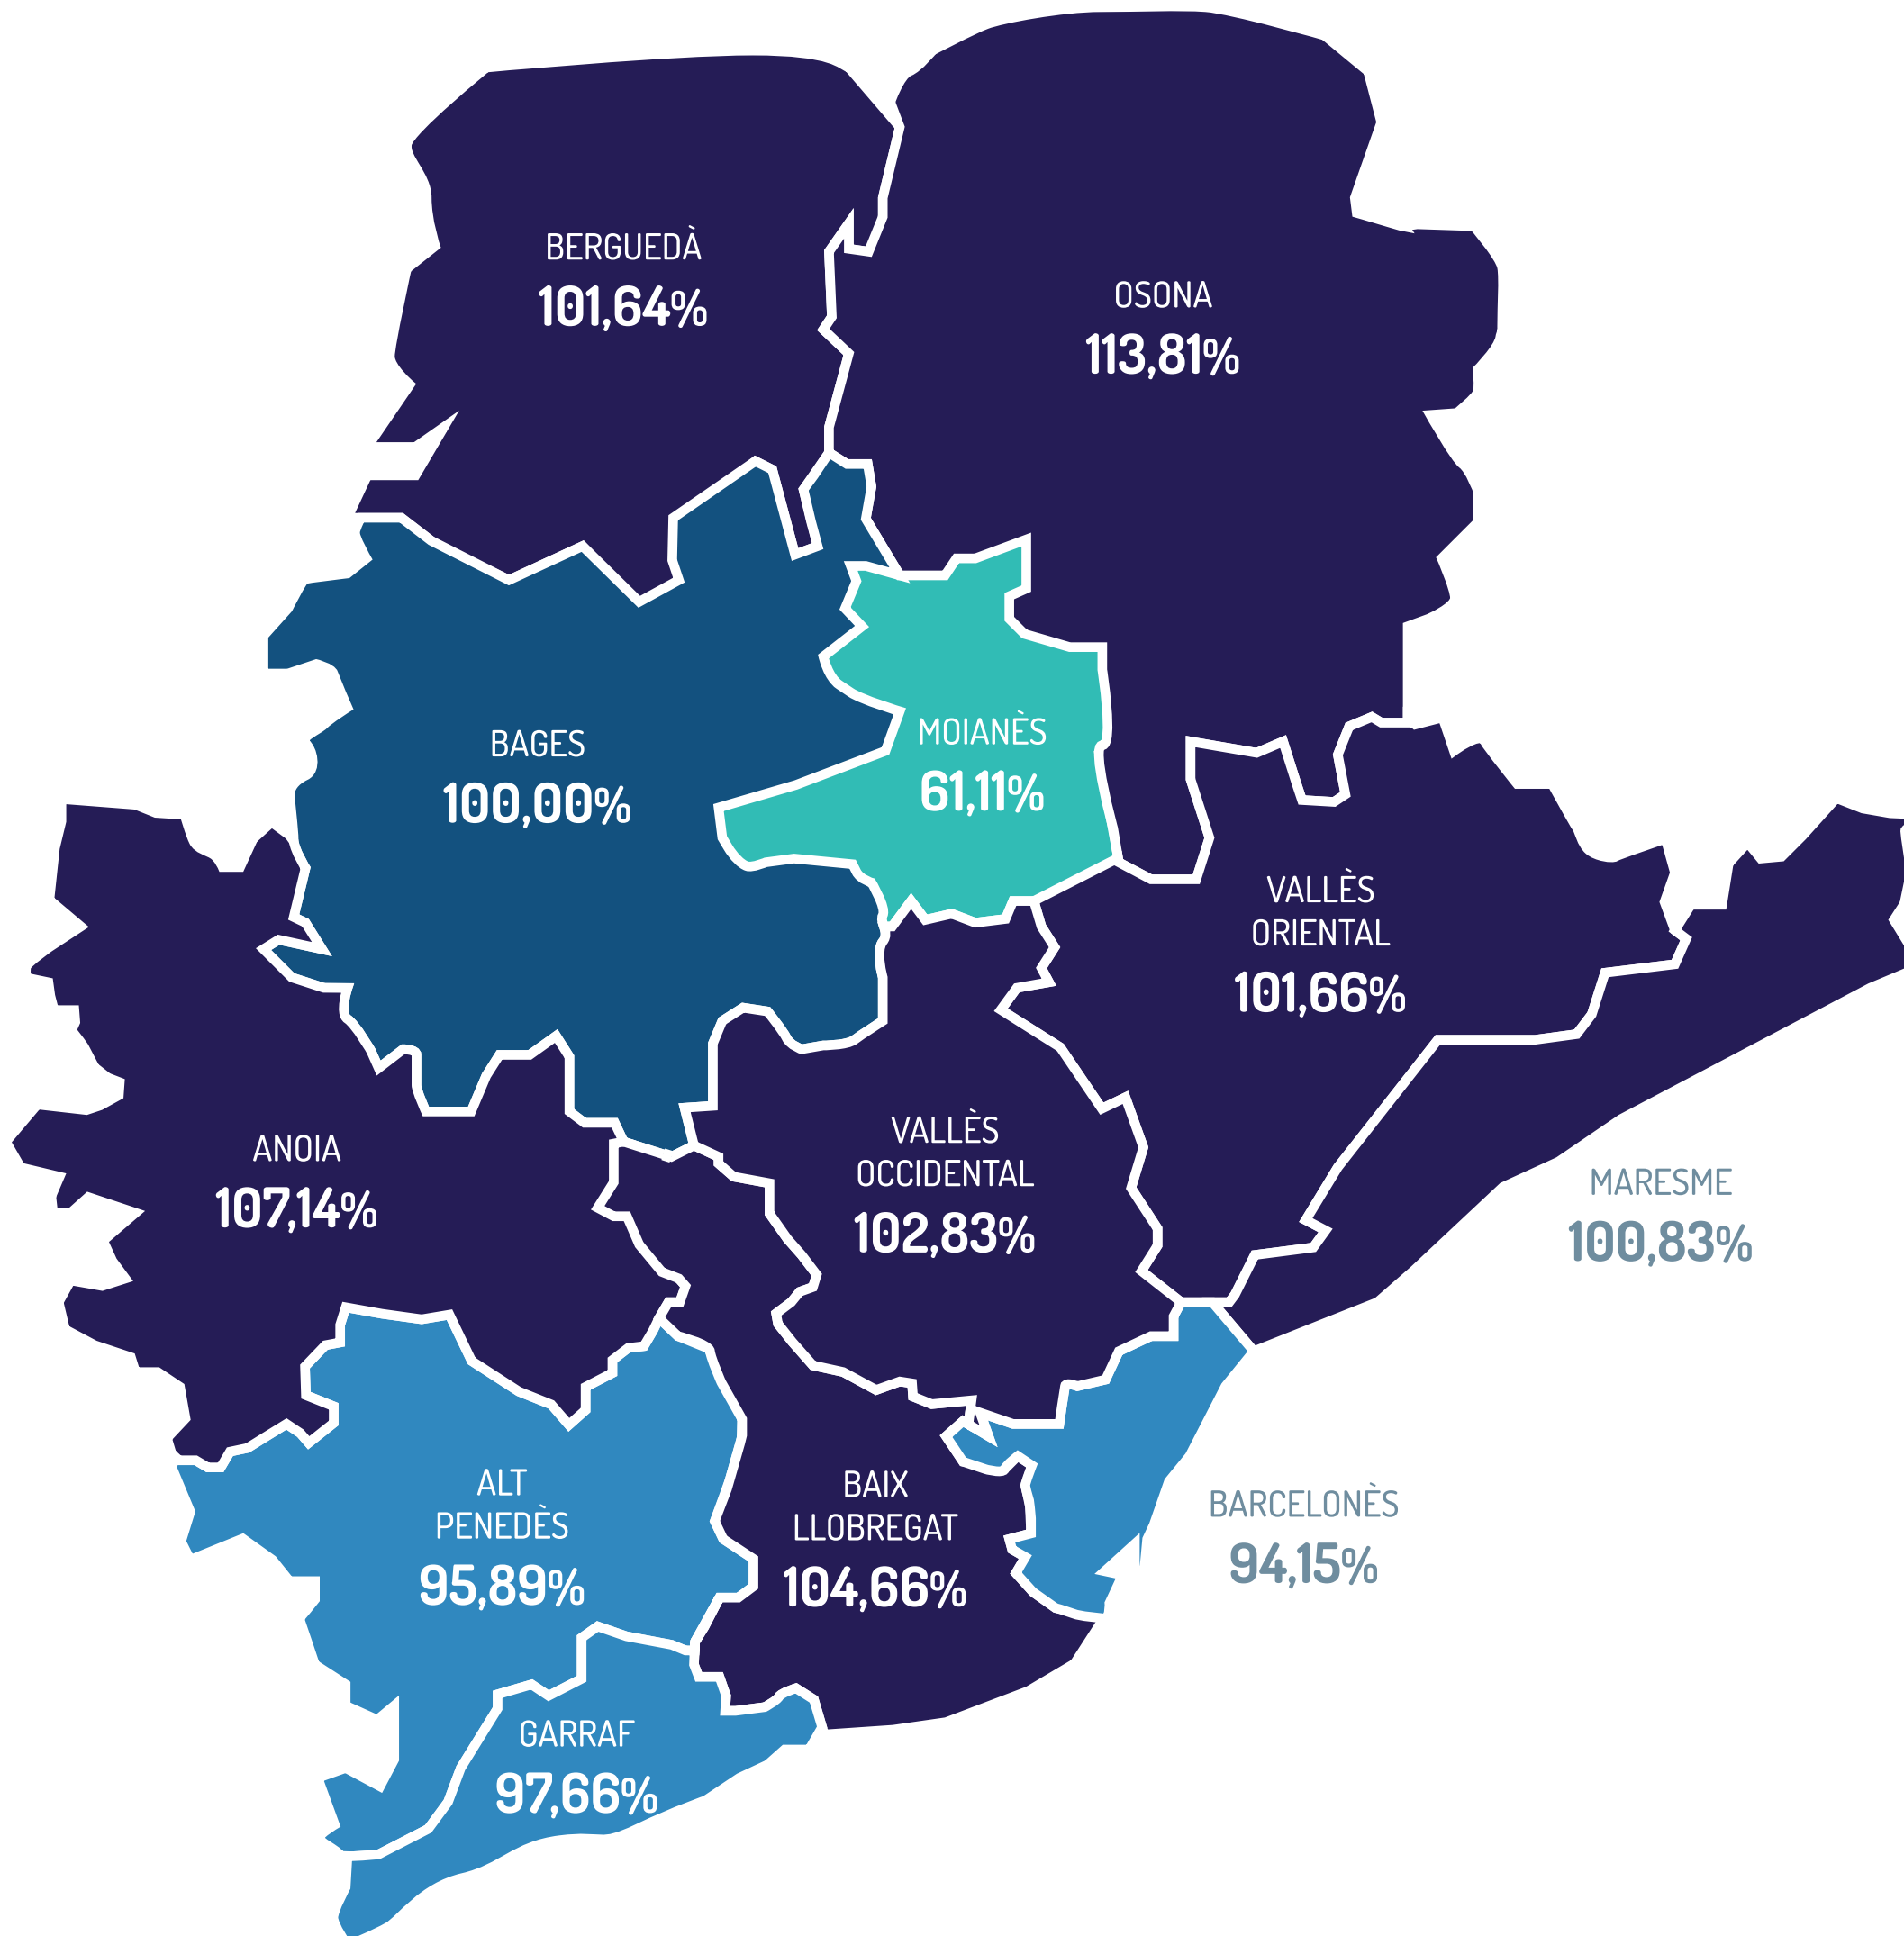 BERGUEDÀ
101,64%
OSONA
113,81%
BAGES
100,00%
MOIANÈS
61,11%
VALLÈS
ORIENTAL
101,66%
ANOIA
107,14%
VALLÈS
OCCIDENTAL
102,83%
MARESME
100,83%
ALT
PENEDÈS
95,89%
BAIX
LLOBREGAT
104,66%
BARCELONÈS
94,15%
GARRAF
97,66%